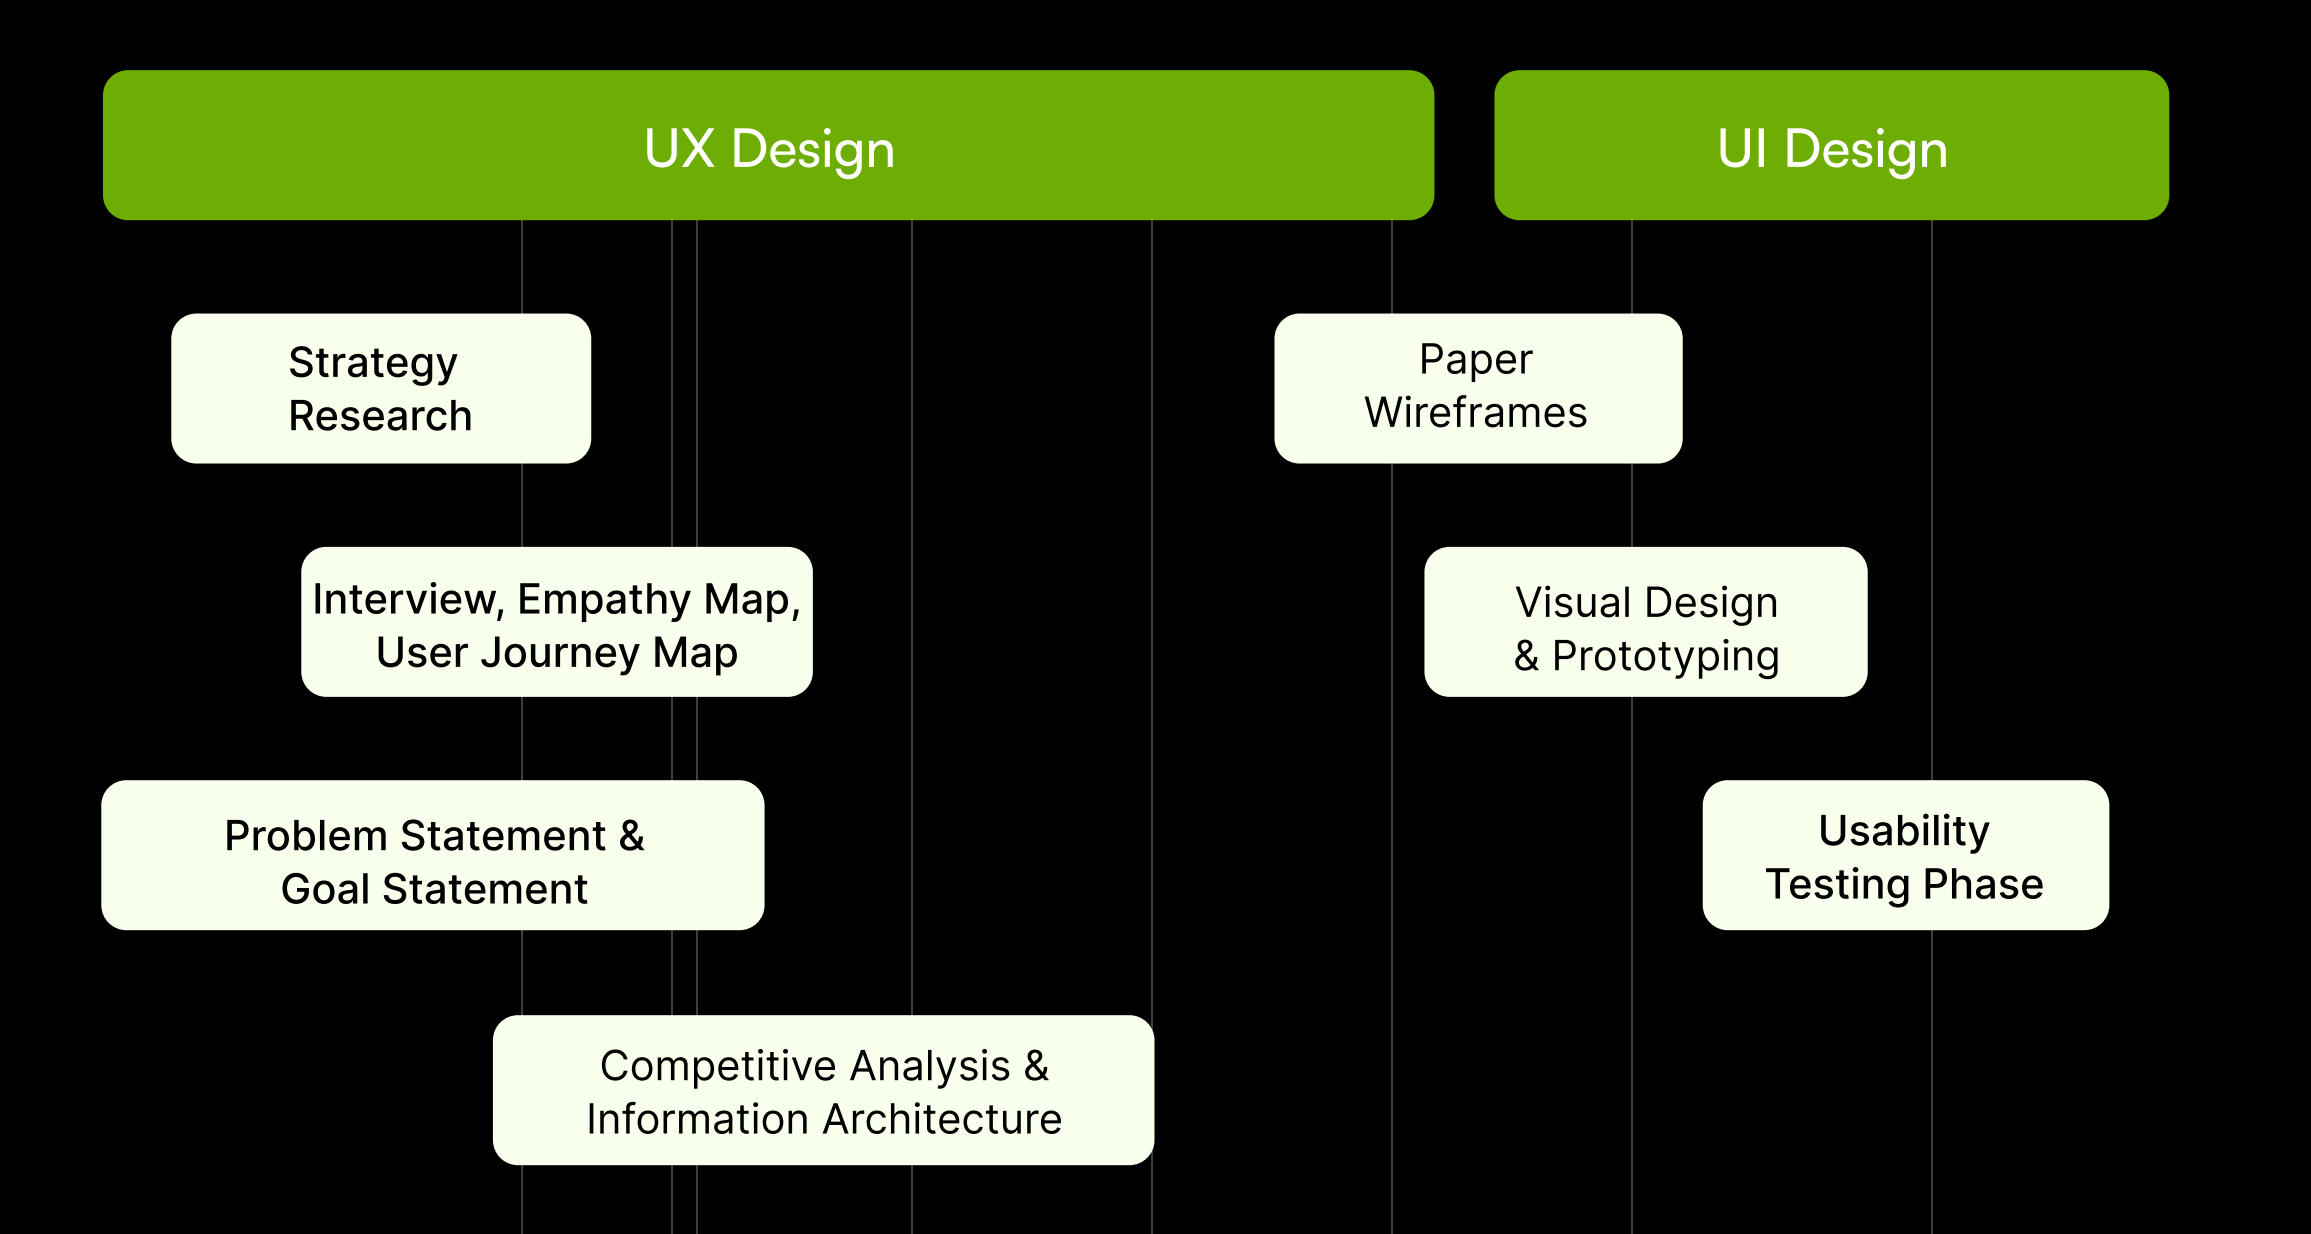 UX Design
UI Design
Strategy
Research
Paper
Wireframes
Interview, Empathy Map,
User Journey Map
Visual Design
& Prototyping
Problem Statement &
Goal Statement
Usability
Testing Phase
Competitive Analysis &
Information Architecture